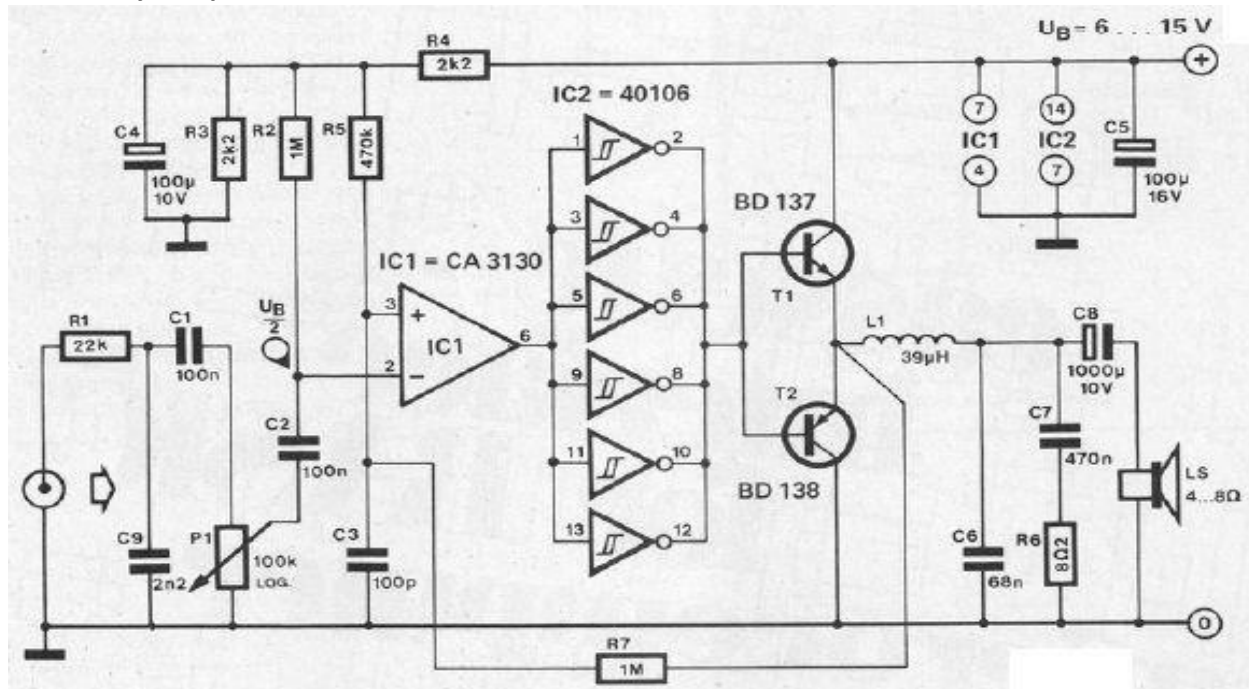 R4
2k2
U_B = 6 . . . 15 V
+
IC2 = 40106
C4
100µ
10V
R3
2k2
R2
1M
R5
470k
7
IC1
4
14
IC2
7
C5
100µ
16V
1
2
3
4
5
6
9
8
11
10
13
12
BD 137
T1
IC1 = CA 3130
3
+
IC1
2
−
6
U_B
2
R1
22k
C1
100n
C2
100n
L1
39µH
C8
1000µ
10V
T2
BD 138
C7
470n
LS
4...8Ω
C9
2n2
P1
100k
LOG.
C3
100p
C6
68n
R6
8Ω2
0
R7
1M